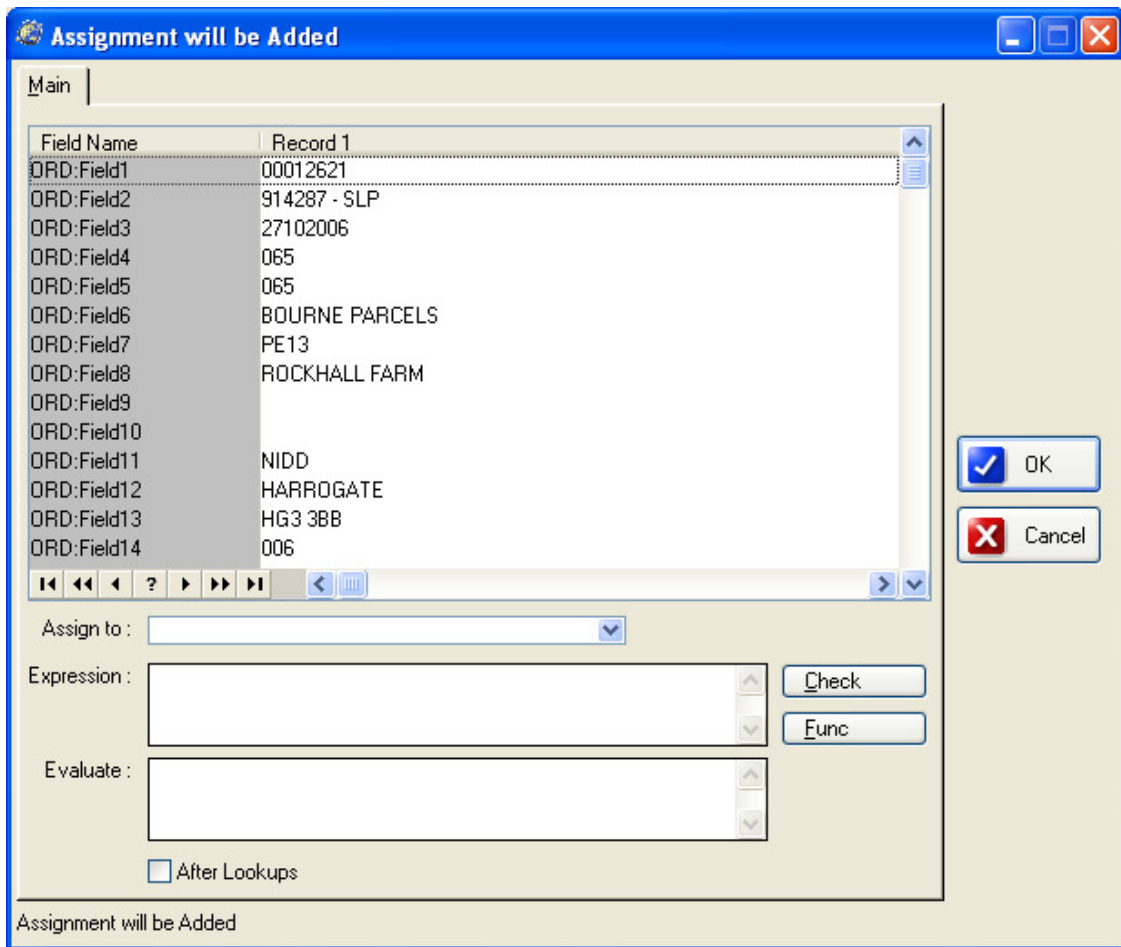 Assignment will be Added
Main
Field Name Record 1
ORD:Field1 00012621
ORD:Field2 914287 - SLP
ORD:Field3 27102006
ORD:Field4 065
ORD:Field5 065
ORD:Field6 BOURNE PARCELS
ORD:Field7 PE13
ORD:Field8 ROCKHALL FARM
ORD:Field9
ORD:Field10
ORD:Field11 NIDD
ORD:Field12 HARROGATE
ORD:Field13 HG3 3BB
ORD:Field14 006
?
OK
Cancel
Assign to :
Expression :
Check
Func
Evaluate :
After Lookups
Assignment will be Added